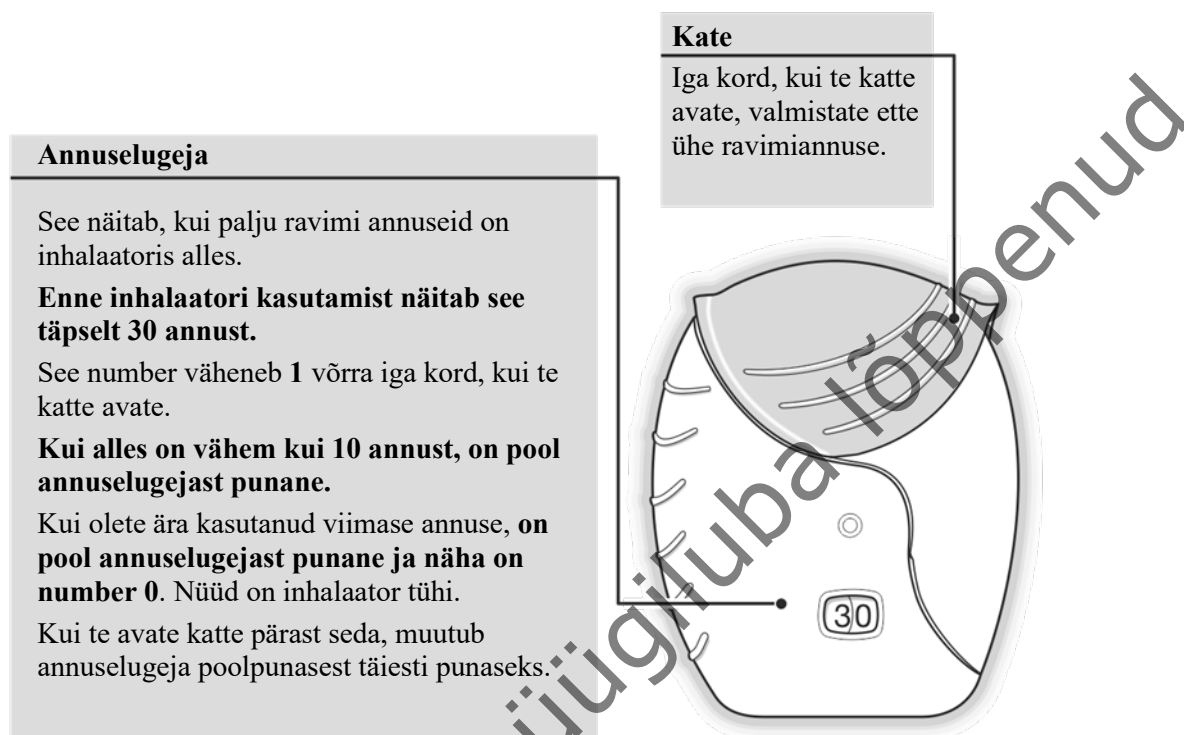 Kate
Iga kord, kui te katte
avate, valmistate ette
ühe ravimiannuse.
Annuselugeja
See näitab, kui palju ravimi annuseid on
inhalaatoris alles.
Enne inhalaatori kasutamist näitab see
täpselt 30 annust.
See number väheneb 1 võrra iga kord, kui te
katte avate.
Kui alles on vähem kui 10 annust, on pool
annuselugejast punane.
Kui olete ära kasutanud viimase annuse, on
pool annuselugejast punane ja näha on
number 0. Nüüd on inhalaator tühi.
Kui te avate katte pärast seda, muutub
annuselugeja poolpunasest täiesti punaseks.
30
üügiluba lõppenud